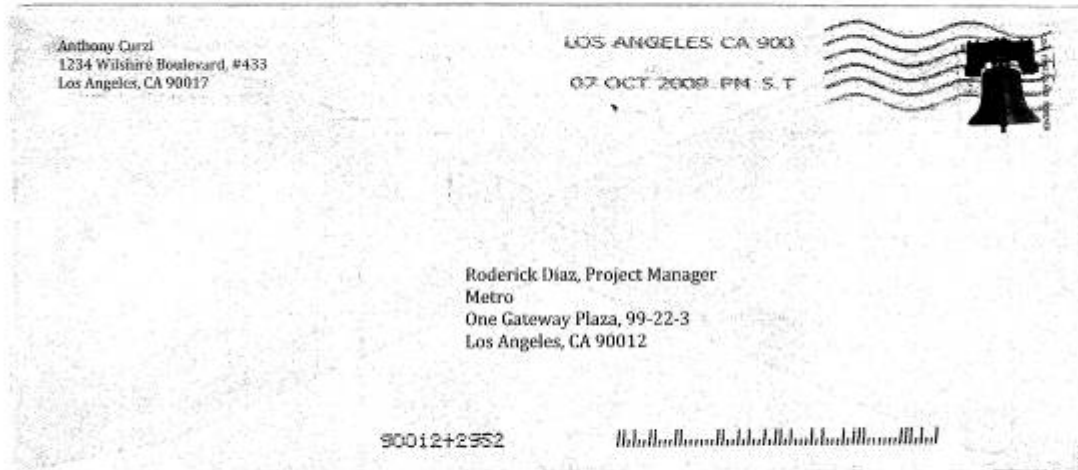 Anthony Curzi
1234 Wilshire Boulevard, #433
Los Angeles, CA 90017
LOS ANGELES CA 900
07 OCT 2009 PM 5 T
Roderick Diaz, Project Manager
Metro
One Gateway Plaza, 99-22-3
Los Angeles, CA 90012
90012+2952